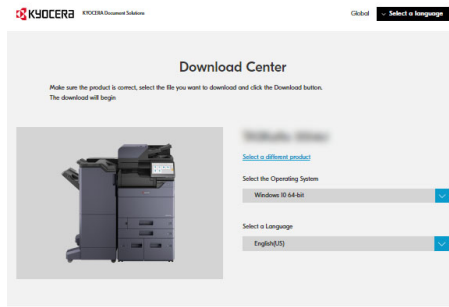 KYOCERA KYOCERA Document Solutions
Global Select a language
Download Center
Make sure the product is correct, select the file you want to download and click the Download button.
The download will begin
Select a different product
Select the Operating System
Windows 10 64-bit
Select a Language
English(US)